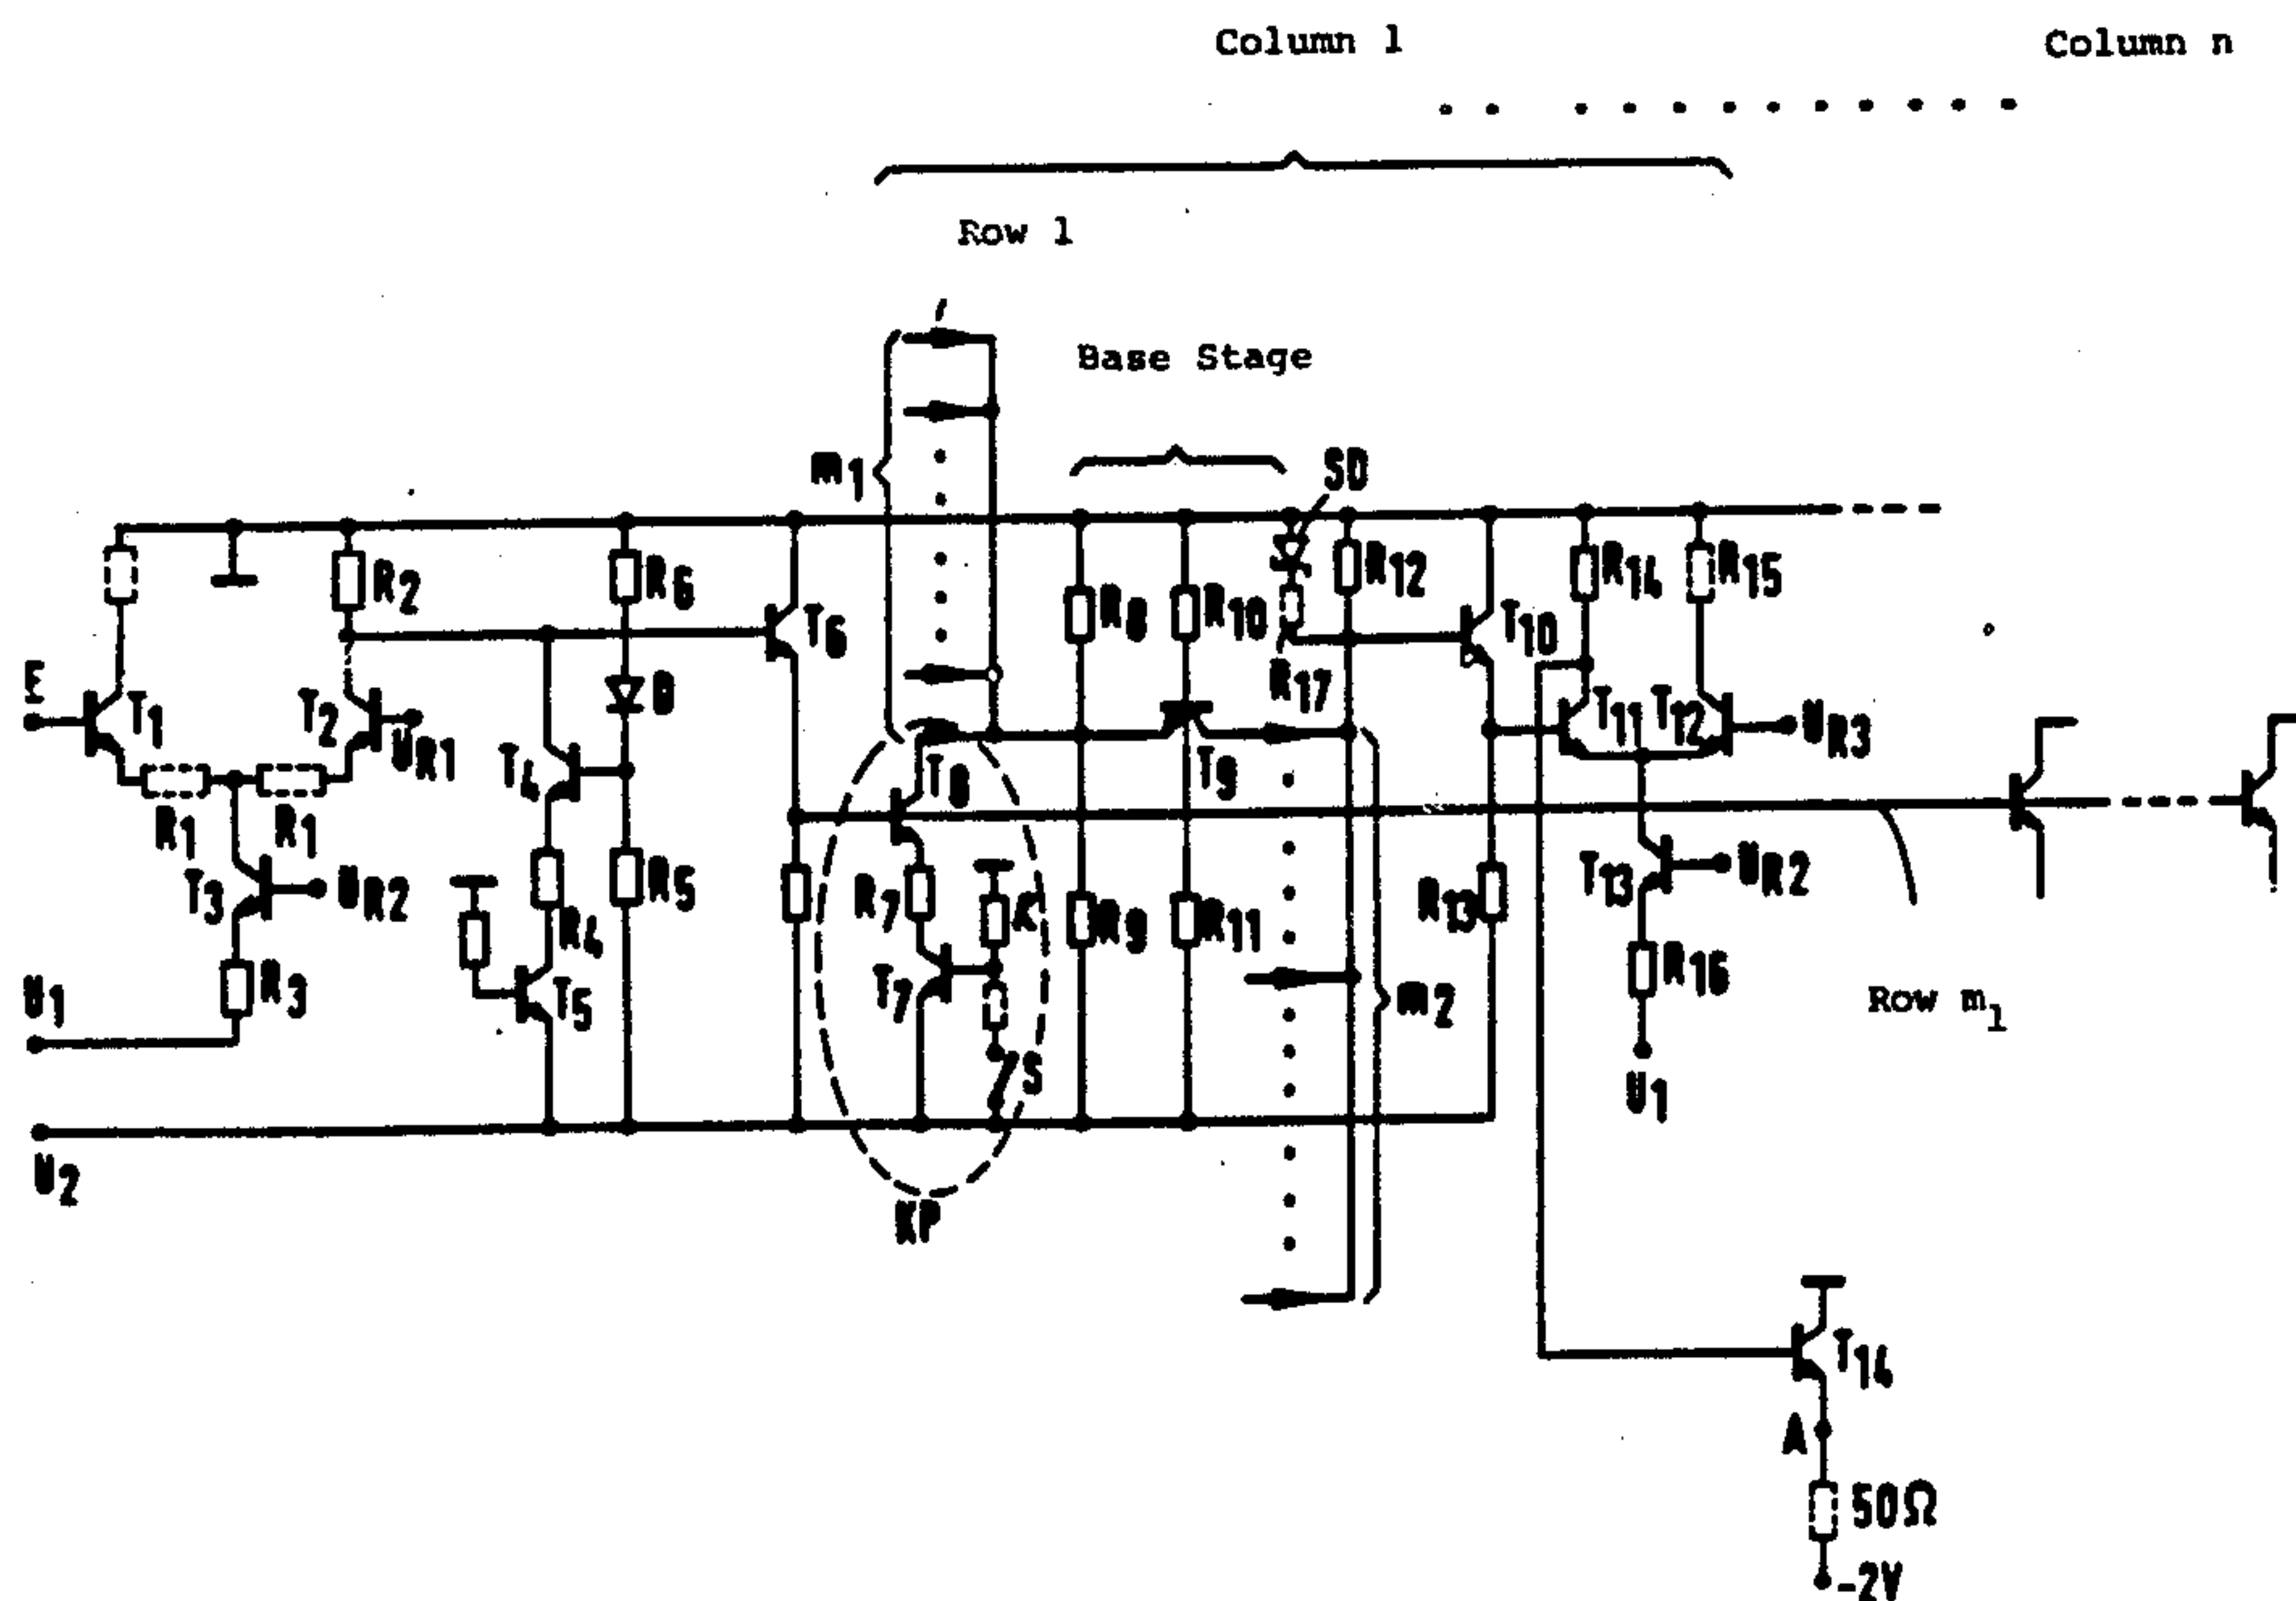 Column 1
Column n
Row 1
Base Stage
m1
SD
R2
R6
T6
R8
R10
R12
T10
R14
R15
E
T1
T2
UR1
D
R17
T11
T12
UR3
R1
R1
T4
T8
T9
T3
UR2
R4
R5
R7
K
R9
R11
R13
T13
UR2
U1
R3
T5
T7
S
m2
R16
Row m1
U1
U2
KP
T14
A
50Ω
-2V